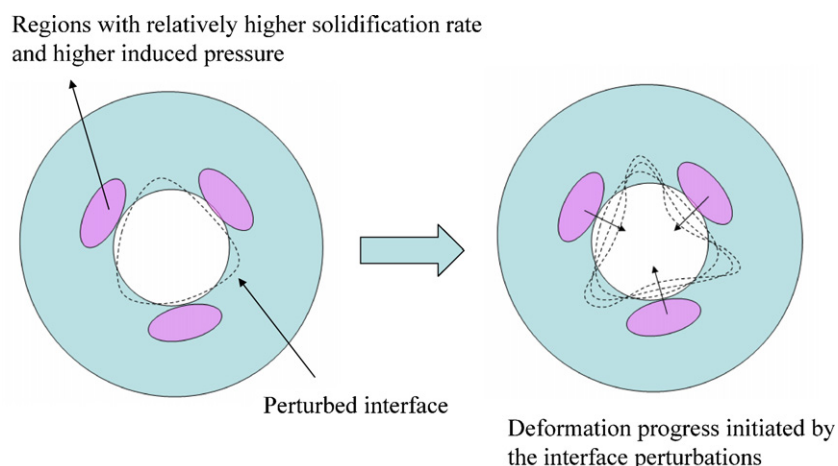 Regions with relatively higher solidification rate
and higher induced pressure
Perturbed interface
Deformation progress initiated by
the interface perturbations